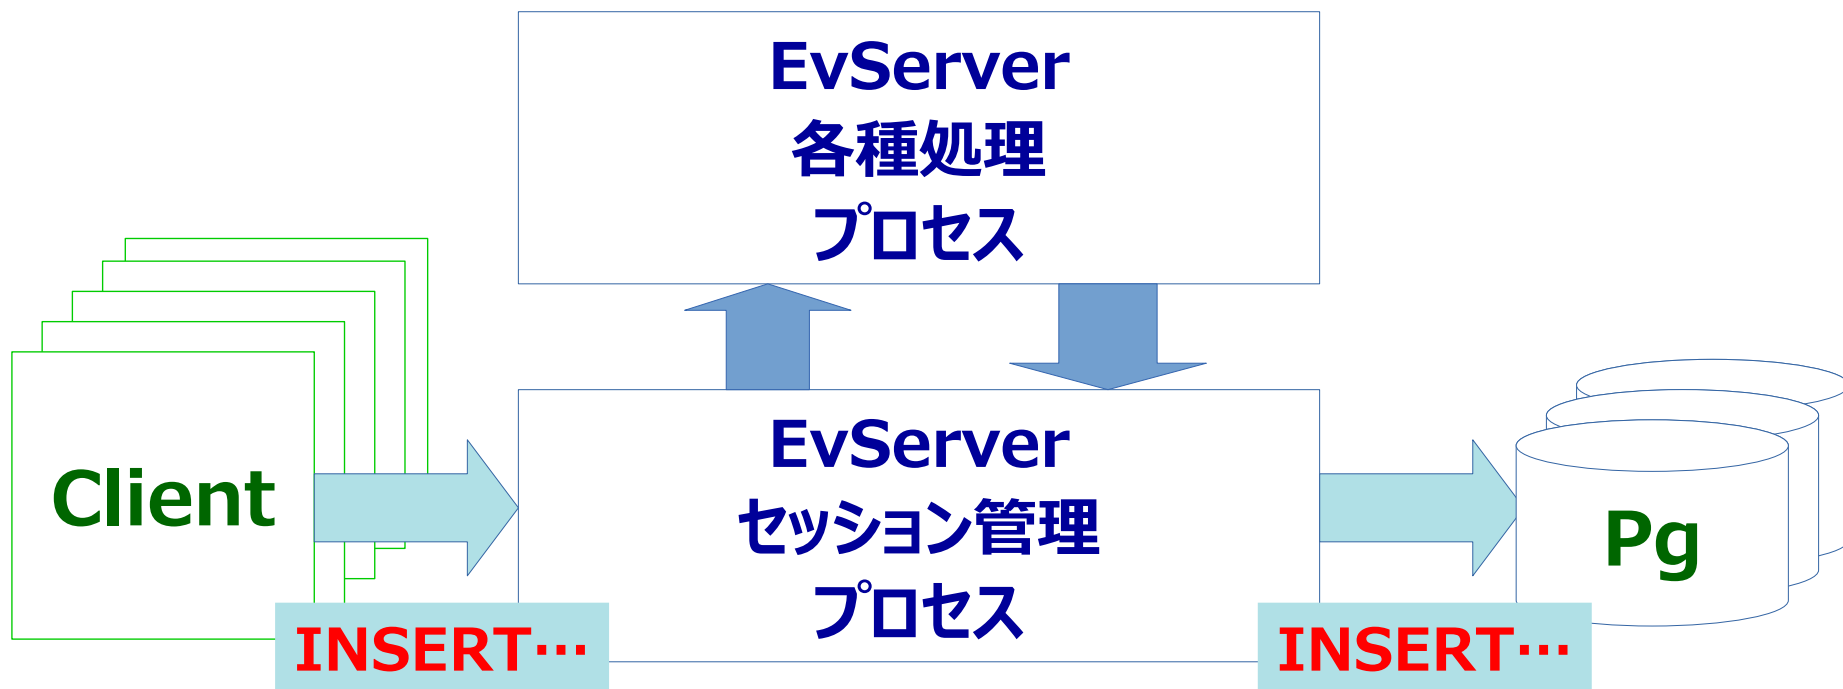 EvServer
各種処理
プロセス
Client
EvServer
セッション管理
プロセス
Pg
INSERT…
INSERT…